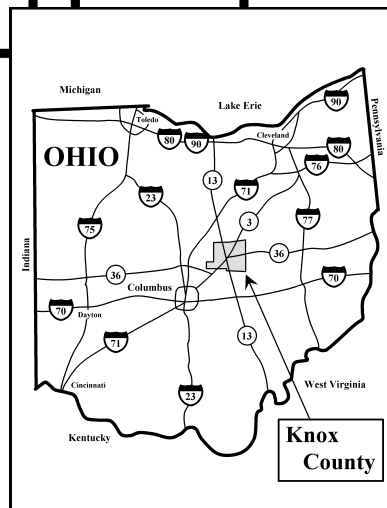 Michigan
Lake Erie
90
Pennsylvania
Toledo
Cleveland
80
90
80
OHIO
76
13
71
23
3
77
75
Indiana
36
36
Columbus
70
70
Dayton
71
13
Cincinnati
West Virginia
23
Kentucky
Knox
County